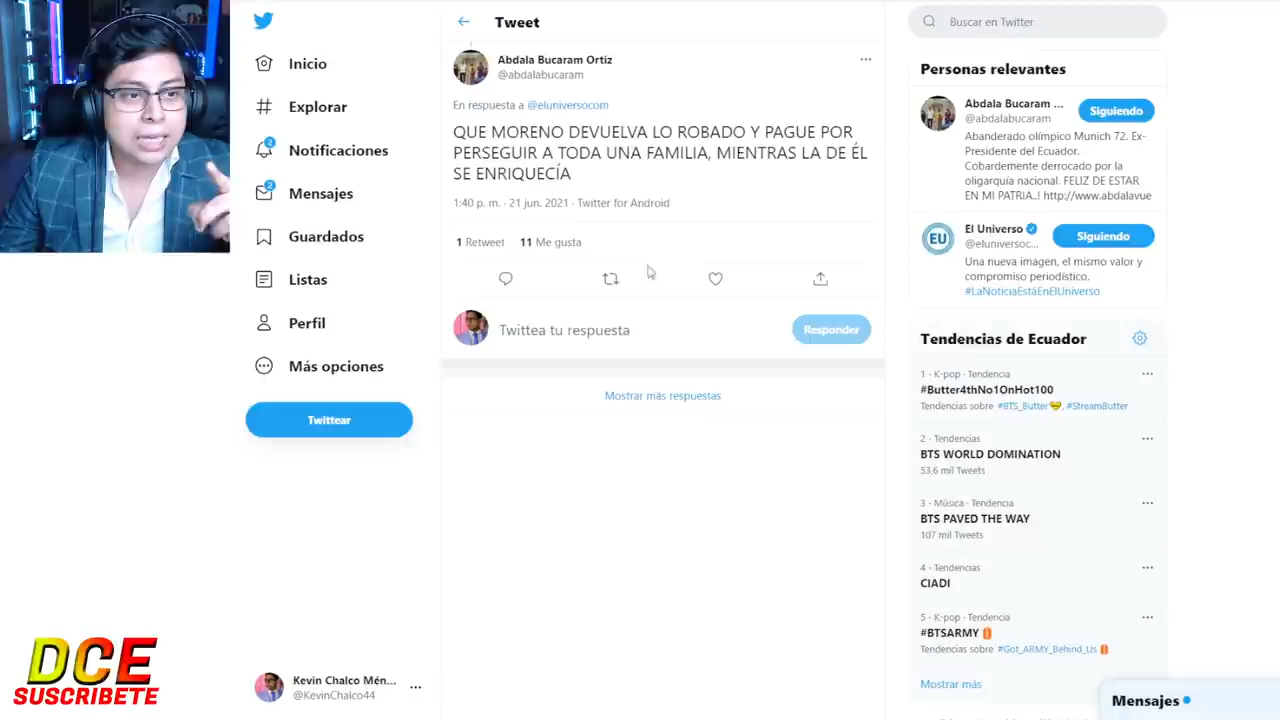 Inicio
Explorar
2
Notificaciones
2
Mensajes
Guardados
Listas
Perfil
Más opciones
Twittear
Kevin Chalco Mén...
@KevinChalco44
DCE
SUSCRIBETE
Tweet
Abdala Bucaram Ortiz
@abdalabucaram
En respuesta a @eluniversocom
QUE MORENO DEVUELVA LO ROBADO Y PAGUE POR
PERSEGUIR A TODA UNA FAMILIA, MIENTRAS LA DE ÉL
SE ENRIQUECÍA
1:40 p. m. · 21 jun. 2021 · Twitter for Android
1 Retweet 11 Me gusta
Twittea tu respuesta
Responder
Mostrar más respuestas
Buscar en Twitter
Personas relevantes
Abdala Bucaram ...
@abdalabucaram
Siguiendo
Abanderado olímpico Munich 72. Ex-
Presidente del Ecuador.
Cobardemente derrocado por la
oligarquía nacional. FELIZ DE ESTAR
EN MI PATRIA..! http://www.abdalavue
EU
El Universo
@eluniversoc...
Siguiendo
Una nueva imagen, el mismo valor y
compromiso periodístico.
#LaNoticiaEstáEnElUniverso
Tendencias de Ecuador
1 · K-pop · Tendencia
#Butter4thNo1OnHot100
Tendencias sobre #BTS_Butter, #StreamButter
2 · Tendencias
BTS WORLD DOMINATION
53,6 mil Tweets
3 · Música · Tendencia
BTS PAVED THE WAY
107 mil Tweets
4 · Tendencias
CIADI
5 · K-pop · Tendencia
#BTSARMY
Tendencias sobre #Got_ARMY_Behind_Us
Mostrar más
Mensajes